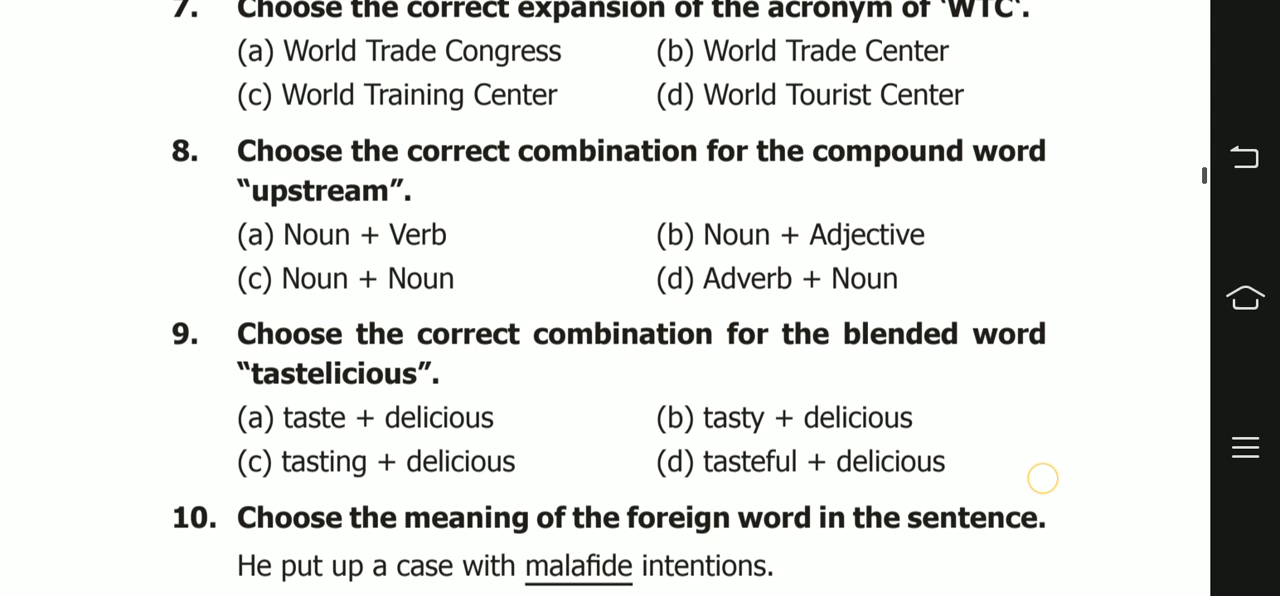 7. Choose the correct expansion of the acronym of 'WTC'.
(a) World Trade Congress (b) World Trade Center
(c) World Training Center (d) World Tourist Center
8. Choose the correct combination for the compound word
"upstream".
(a) Noun + Verb (b) Noun + Adjective
(c) Noun + Noun (d) Adverb + Noun
9. Choose the correct combination for the blended word
"tastelicious".
(a) taste + delicious (b) tasty + delicious
(c) tasting + delicious (d) tasteful + delicious
10. Choose the meaning of the foreign word in the sentence.
He put up a case with malafide intentions.